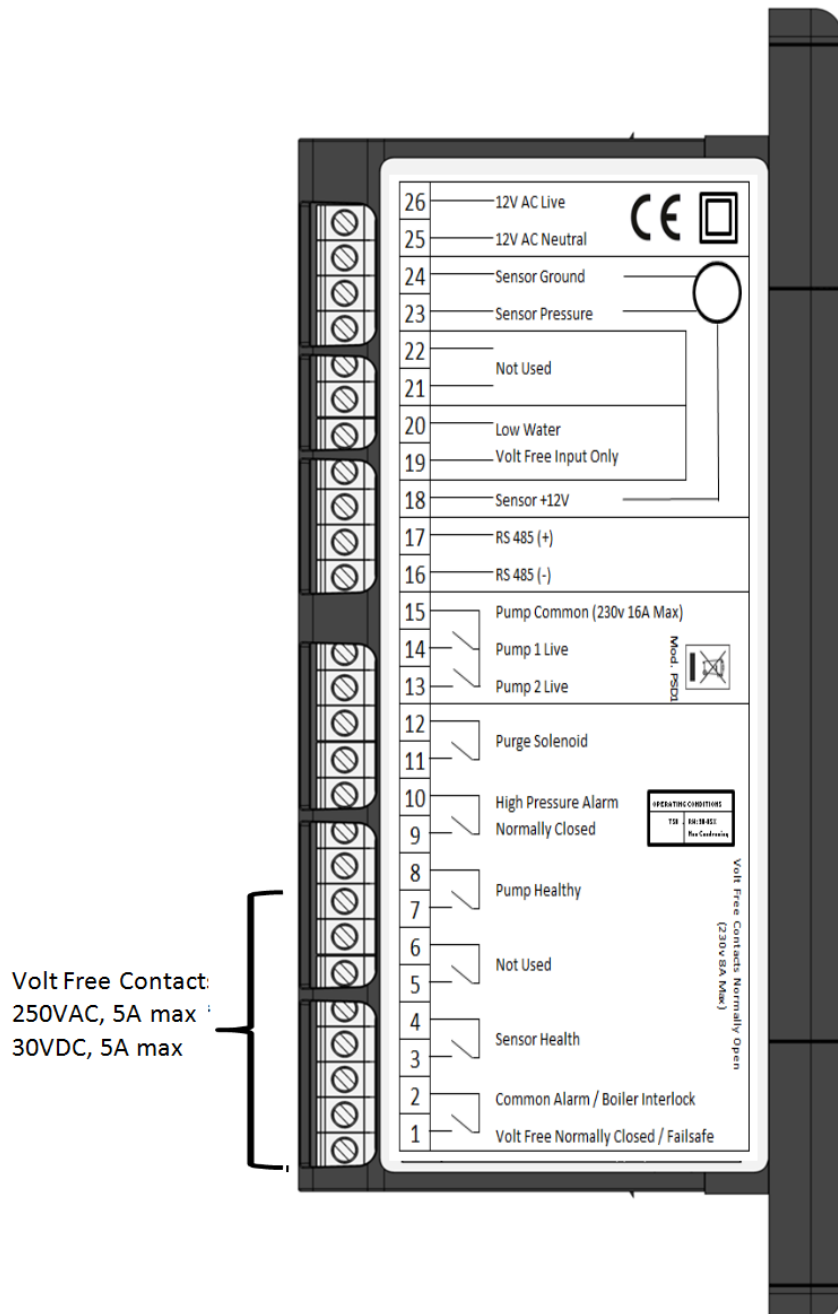 26 12V AC Live
25 12V AC Neutral
CE
24 Sensor Ground
23 Sensor Pressure
22
Not Used
21
20 Low Water
19 Volt Free Input Only
18 Sensor +12V
17 RS 485 (+)
16 RS 485 (-)
15 Pump Common (230v 16A Max)
14 Pump 1 Live
13 Pump 2 Live
Mod. PSD1
12
Purge Solenoid
11
10 High Pressure Alarm
9 Normally Closed
OPERATING CONDITIONS
8
Pump Healthy
7
6
Not Used
5
4
Sensor Health
3
2 Common Alarm / Boiler Interlock
1 Volt Free Normally Closed / Failsafe
Volt Free Contacts Normally Open
(230v 8A Max)
Volt Free Contact
250VAC, 5A max
30VDC, 5A max